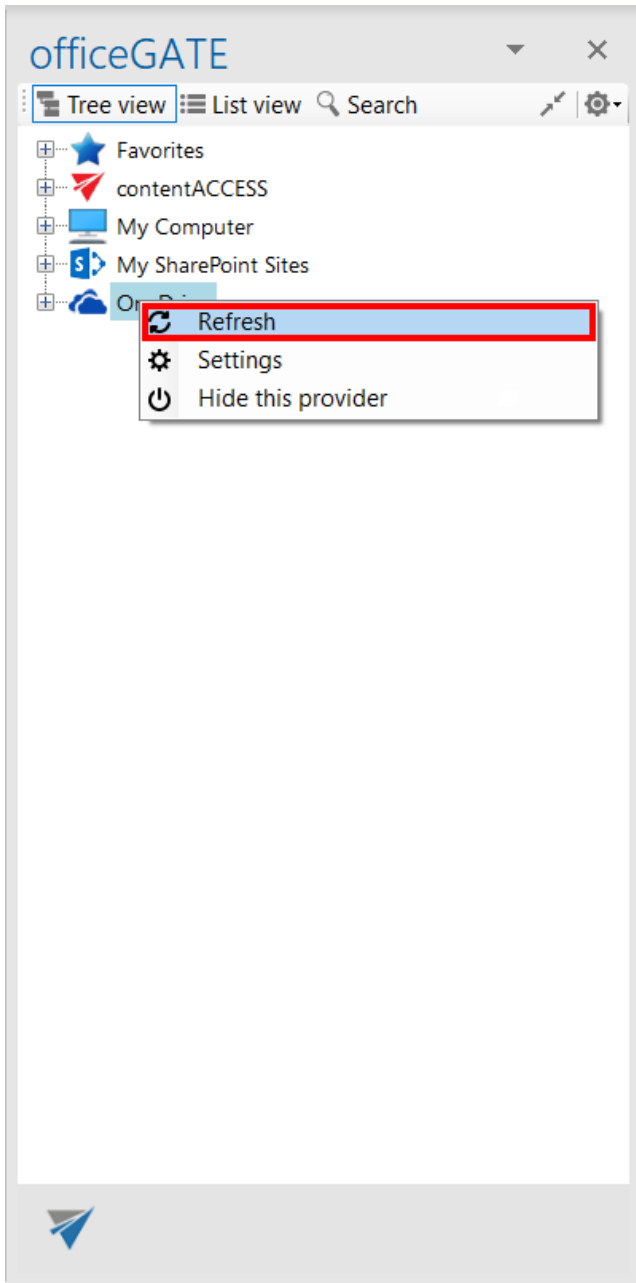 officeGATE
Tree view List view Search
Favorites
contentACCESS
My Computer
My SharePoint Sites
Refresh
Settings
Hide this provider